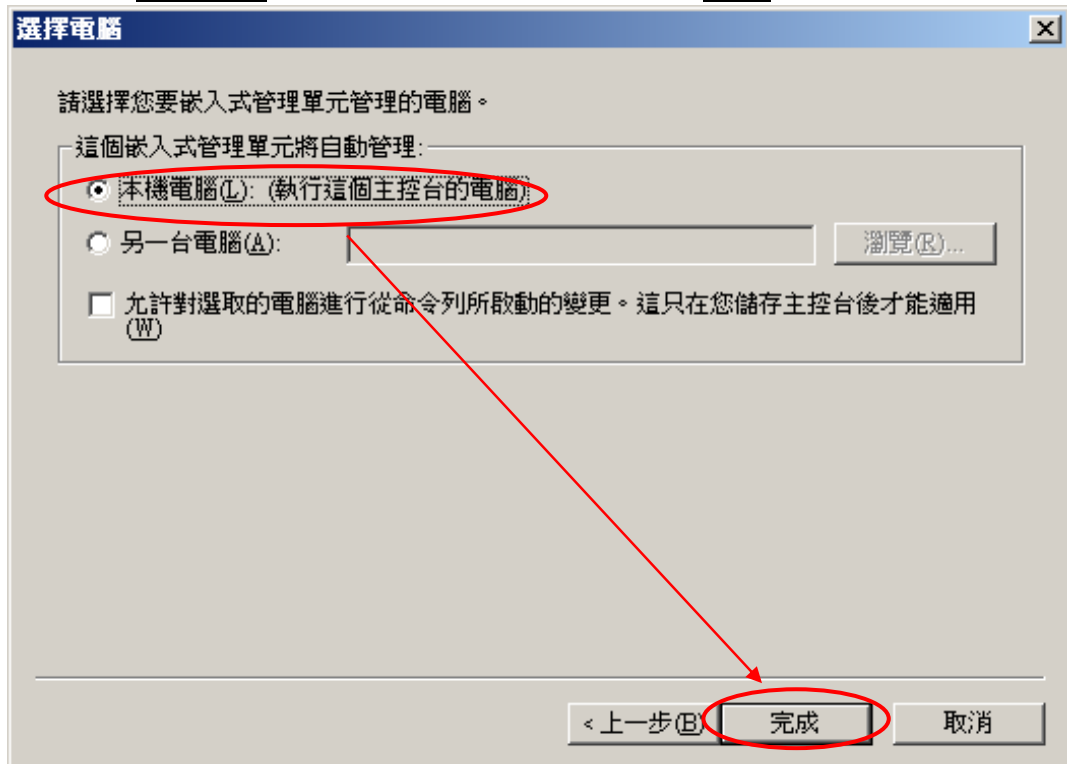 選擇電腦
請選擇您要嵌入式管理單元管理的電腦。
這個嵌入式管理單元將自動管理:
本機電腦(L): (執行這個主控台的電腦)
另一台電腦(A):
瀏覽(R)...
允許對選取的電腦進行從命令列所啟動的變更。這只在您儲存主控台後才能適用
(W)
<上一步(B)
完成
取消